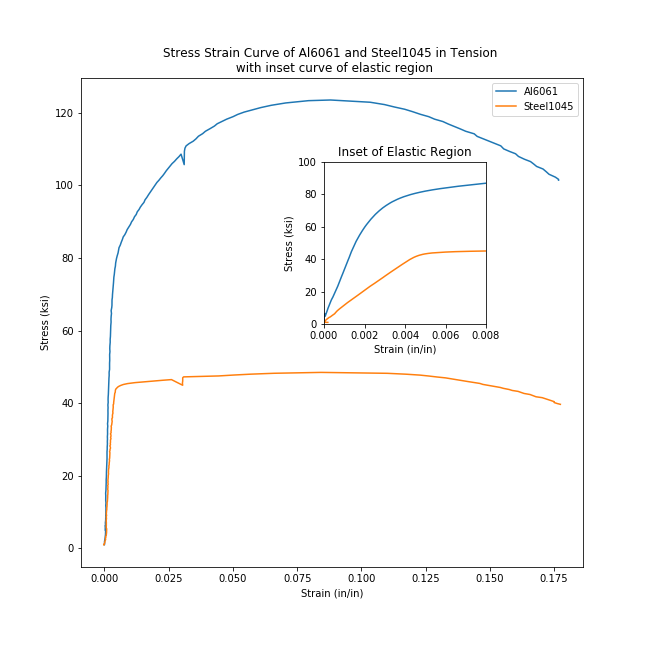 Stress Strain Curve of Al6061 and Steel1045 in Tension
with inset curve of elastic region
Al6061
Steel1045
Stress (ksi)
120
100
80
60
40
20
0
0.000
0.025
0.050
0.075
0.100
0.125
0.150
0.175
Strain (in/in)
Inset of Elastic Region
Stress (ksi)
100
80
60
40
20
0
0.000
0.002
0.004
0.006
0.008
Strain (in/in)